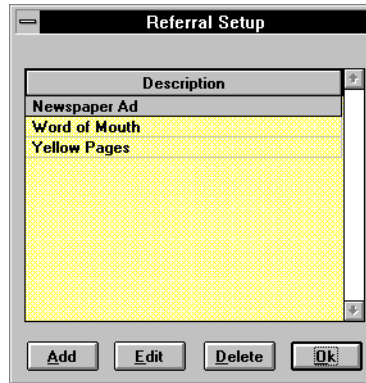 Referral Setup
Description
Newspaper Ad
Word of Mouth
Yellow Pages
Add Edit Delete Ok